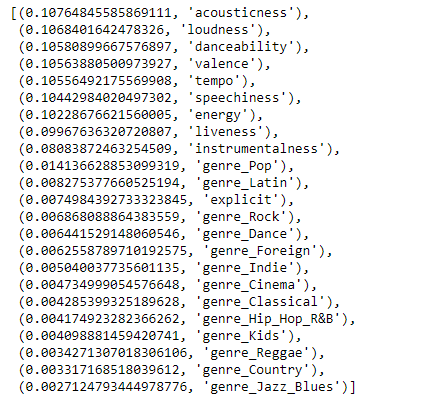 [(0.10764845585869111, 'acousticness'),
(0.1068401642478326, 'loudness'),
(0.10580899667576897, 'danceability'),
(0.10563880500973927, 'valence'),
(0.10556492175569908, 'tempo'),
(0.10442984020497302, 'speechiness'),
(0.10228676621560005, 'energy'),
(0.09967636320720807, 'liveness'),
(0.08083872463254509, 'instrumentalness'),
(0.014136628853099319, 'genre_Pop'),
(0.008275377660525194, 'genre_Latin'),
(0.0074984392733323845, 'explicit'),
(0.006868088864383559, 'genre_Rock'),
(0.006441529148060546, 'genre_Dance'),
(0.0062558789710192575, 'genre_Foreign'),
(0.005040037735601135, 'genre_Indie'),
(0.004734999054576648, 'genre_Cinema'),
(0.004285399325189628, 'genre_Classical'),
(0.004174923282366262, 'genre_Hip_Hop_R&B'),
(0.004098881459420741, 'genre_Kids'),
(0.0034271307018306106, 'genre_Reggae'),
(0.003317168518039612, 'genre_Country'),
(0.0027124793444978776, 'genre_Jazz_Blues')]